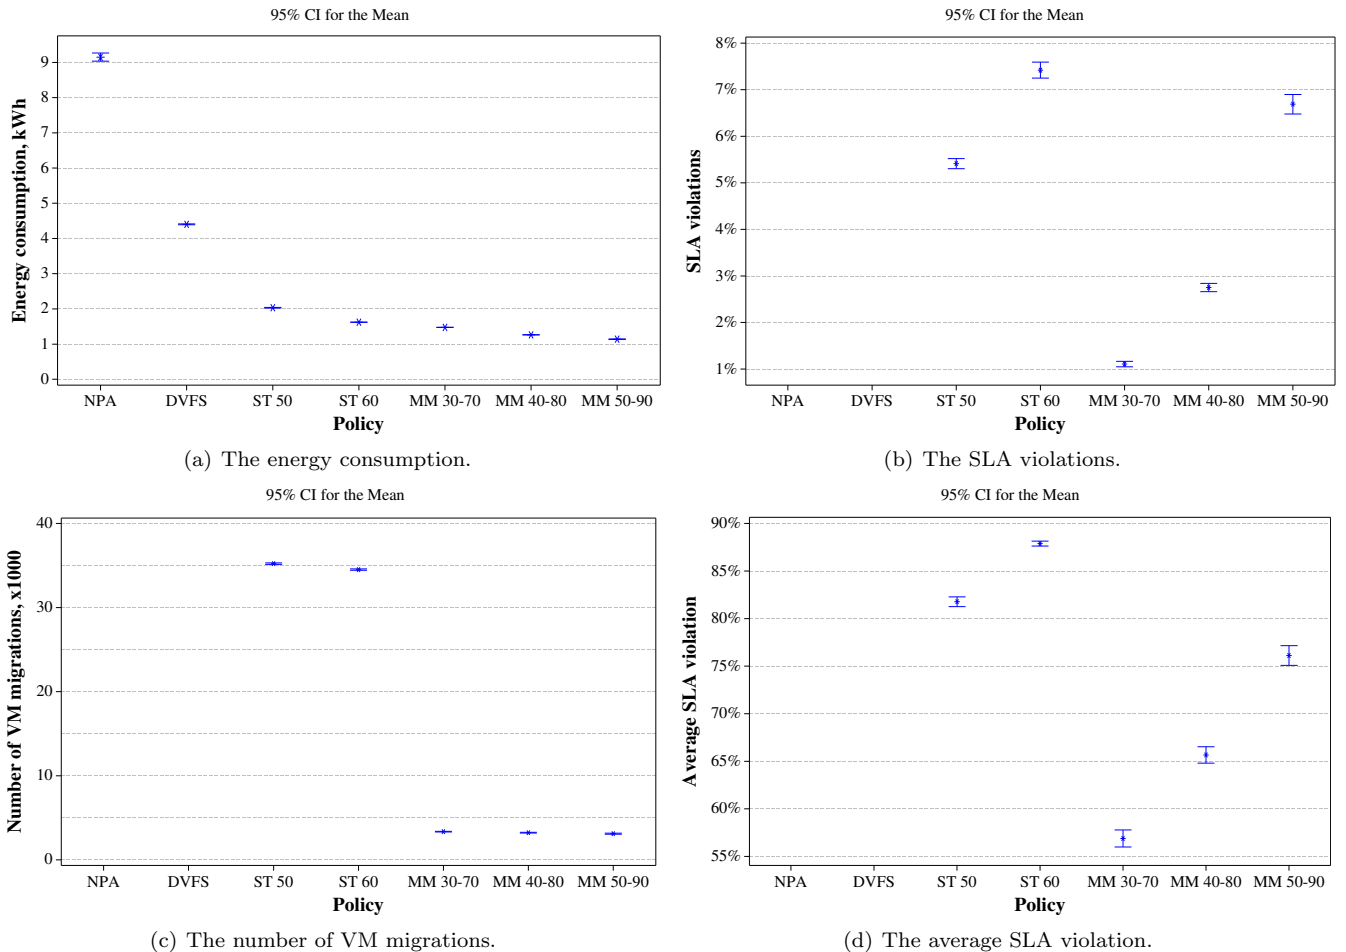 95% CI for the Mean
Energy consumption, kWh
9
8
7
6
5
4
3
2
1
0
NPA DVFS ST 50 ST 60 MM 30-70 MM 40-80 MM 50-90
Policy
(a) The energy consumption.
95% CI for the Mean
SLA violations
8%
7%
6%
5%
4%
3%
2%
1%
NPA DVFS ST 50 ST 60 MM 30-70 MM 40-80 MM 50-90
Policy
(b) The SLA violations.
95% CI for the Mean
Number of VM migrations, x1000
40
30
20
10
0
NPA DVFS ST 50 ST 60 MM 30-70 MM 40-80 MM 50-90
Policy
(c) The number of VM migrations.
95% CI for the Mean
Average SLA violation
90%
85%
80%
75%
70%
65%
60%
55%
NPA DVFS ST 50 ST 60 MM 30-70 MM 40-80 MM 50-90
Policy
(d) The average SLA violation.